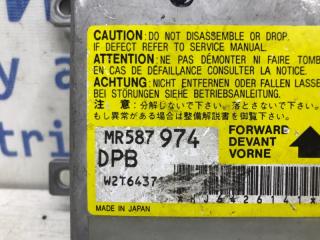 CAUTION:DO NOT DISASSEMBLE OR DROP.
IF DEFECT REFER TO SERVICE MANUAL.
ATTENTION:NE PAS DÉMONTER NI FAIRE TOMB
EN CAS DE DÉFAILLANCE CONSULTER LA NOTICE.
ACHTUNG:NICHT ENTFERNEN ODER FALLEN LASSEN
BEI STÖRUNGEN SIEHE BETRIEBSANLEITUNG.
注 意:分解しないで下さい。落とさないで下さい。
もし異常がある場合は整備解説書を御覧下さい。
MR587 974
DPB
W2T6437
FORWARD
DEVANT
VORNE
MADE IN JAPAN